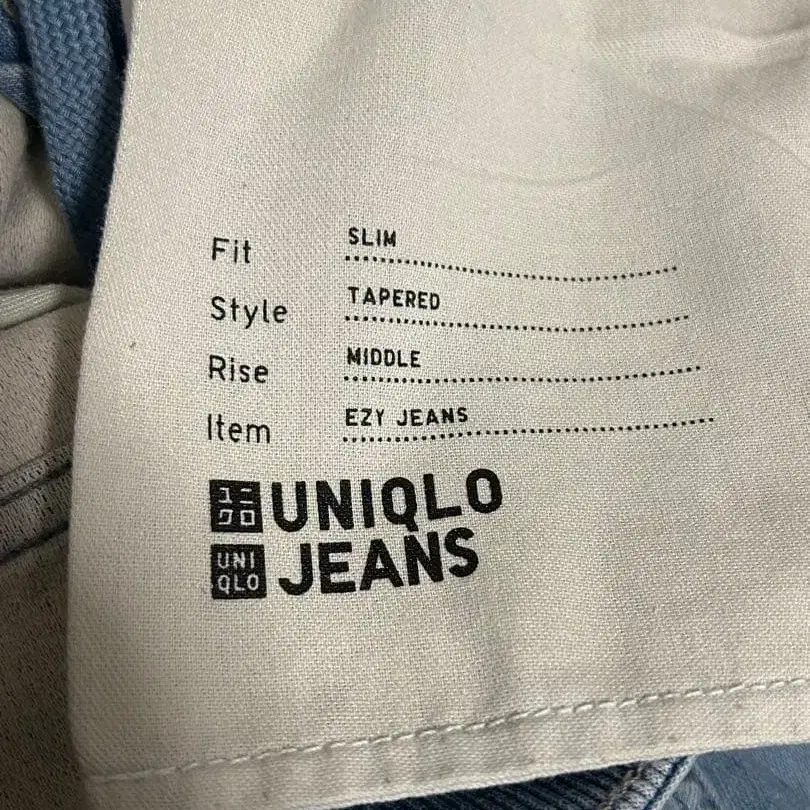 Fit SLIM
Style TAPERED
Rise MIDDLE
Item EZY JEANS
ユニ UNIQLO
クロ
UNI JEANS
QLO